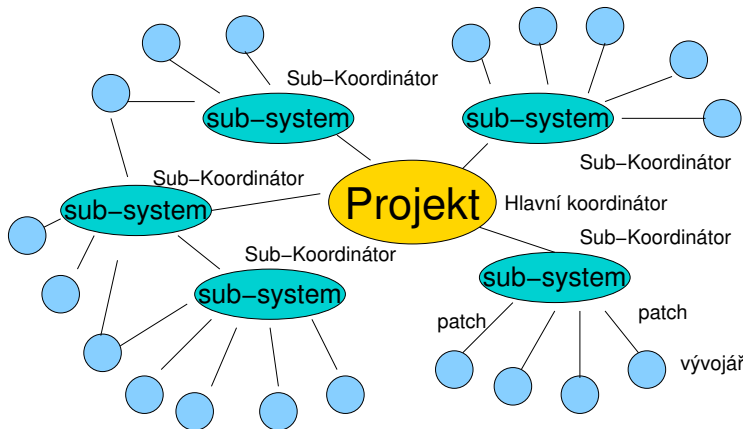 Sub−Koordinátor
sub−system
sub−system
Sub−Koordinátor
Sub−Koordinátor
sub−system
Projekt
Hlavní koordinátor
Sub−Koordinátor
Sub−Koordinátor
sub−system
sub−system
patch
patch
vývojář